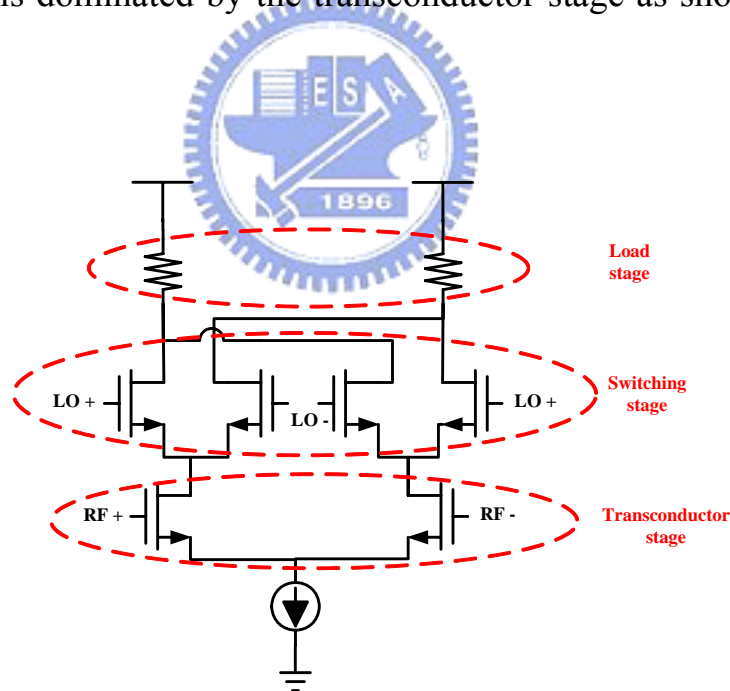 is dominated by the transconductor stage as sho
E S A
1896
Load
stage
Switching
stage
LO +
LO -
LO +
RF +
RF -
Transconductor
stage